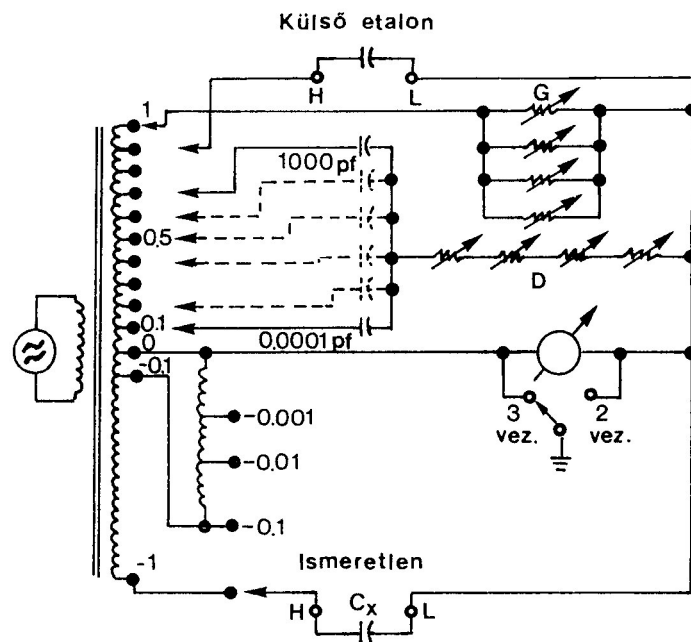 Külső etalon
H L
1
G
1000 pf
0.5
D
0.1
0.0001 pf
0
-0.1
3 2
vez. vez.
-0.001
-0.01
-0.1
-1
Ismeretlen
H Cx L